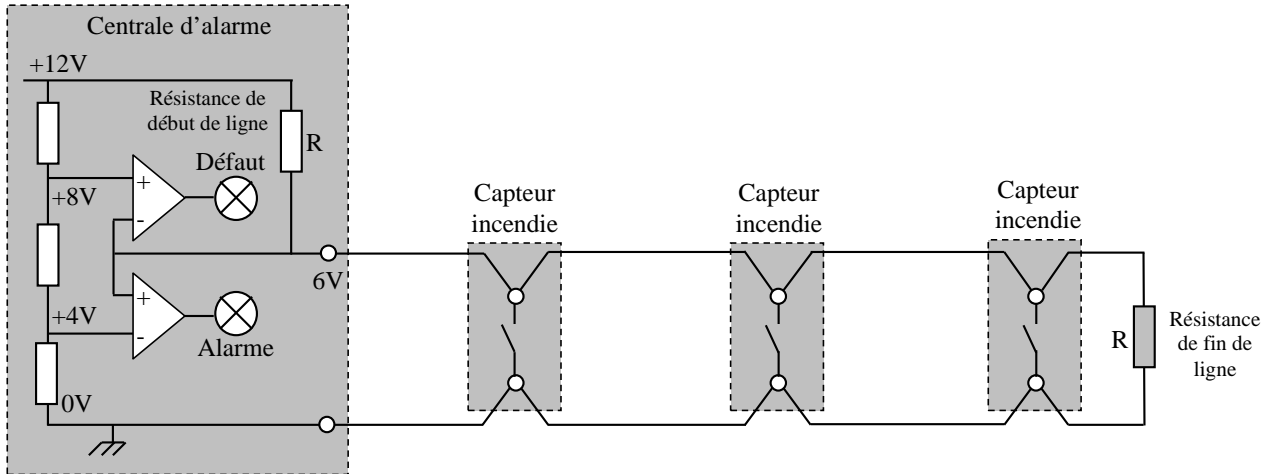 Centrale d'alarme
+12V
Résistance de
début de ligne
R
Défaut
+8V
+
-
6V
+
+4V
-
Alarme
0V
Capteur
incendie
Capteur
incendie
Capteur
incendie
R
Résistance
de fin de
ligne